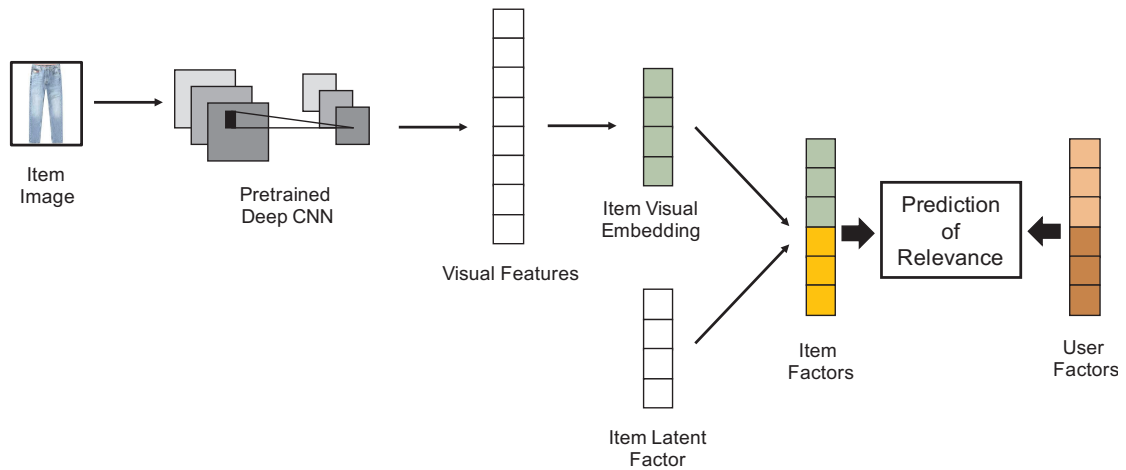 Item
Image
Pretrained
Deep CNN
Visual Features
Item Visual
Embedding
Item Latent
Factor
Item
Factors
Prediction
of
Relevance
User
Factors